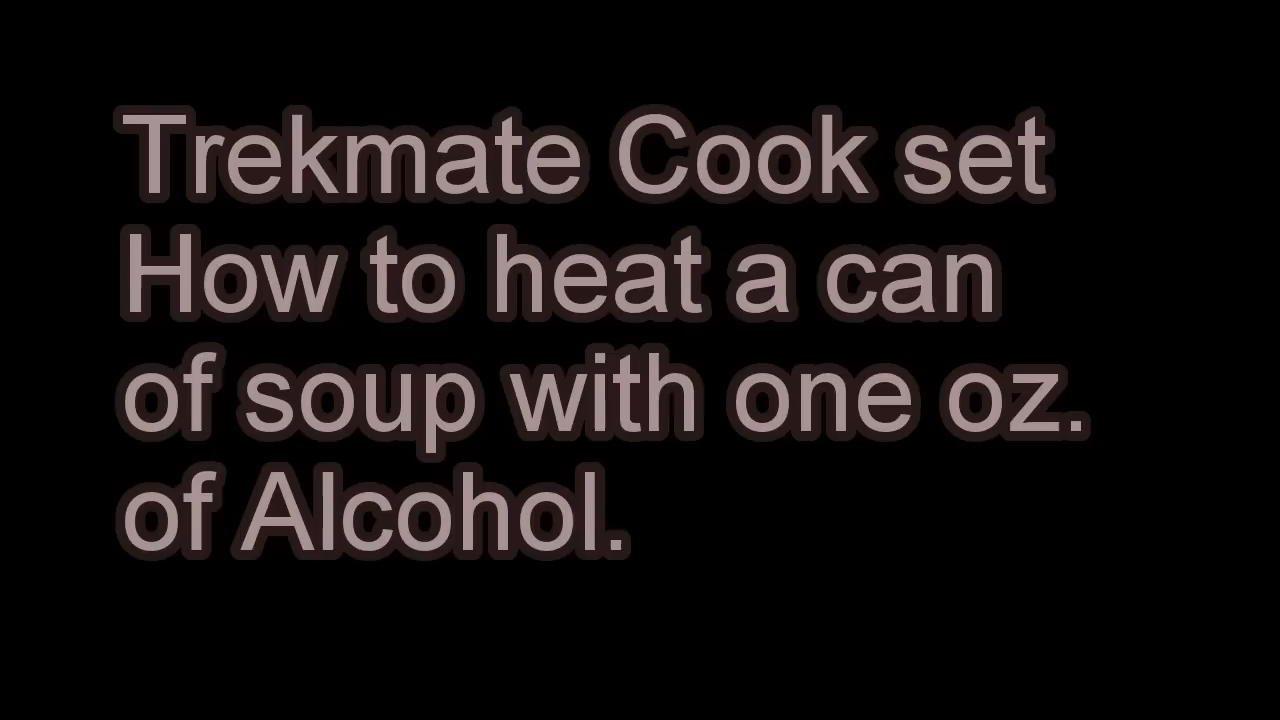 Trekmate Cook set
How to heat a can
of soup with one oz.
of Alcohol.